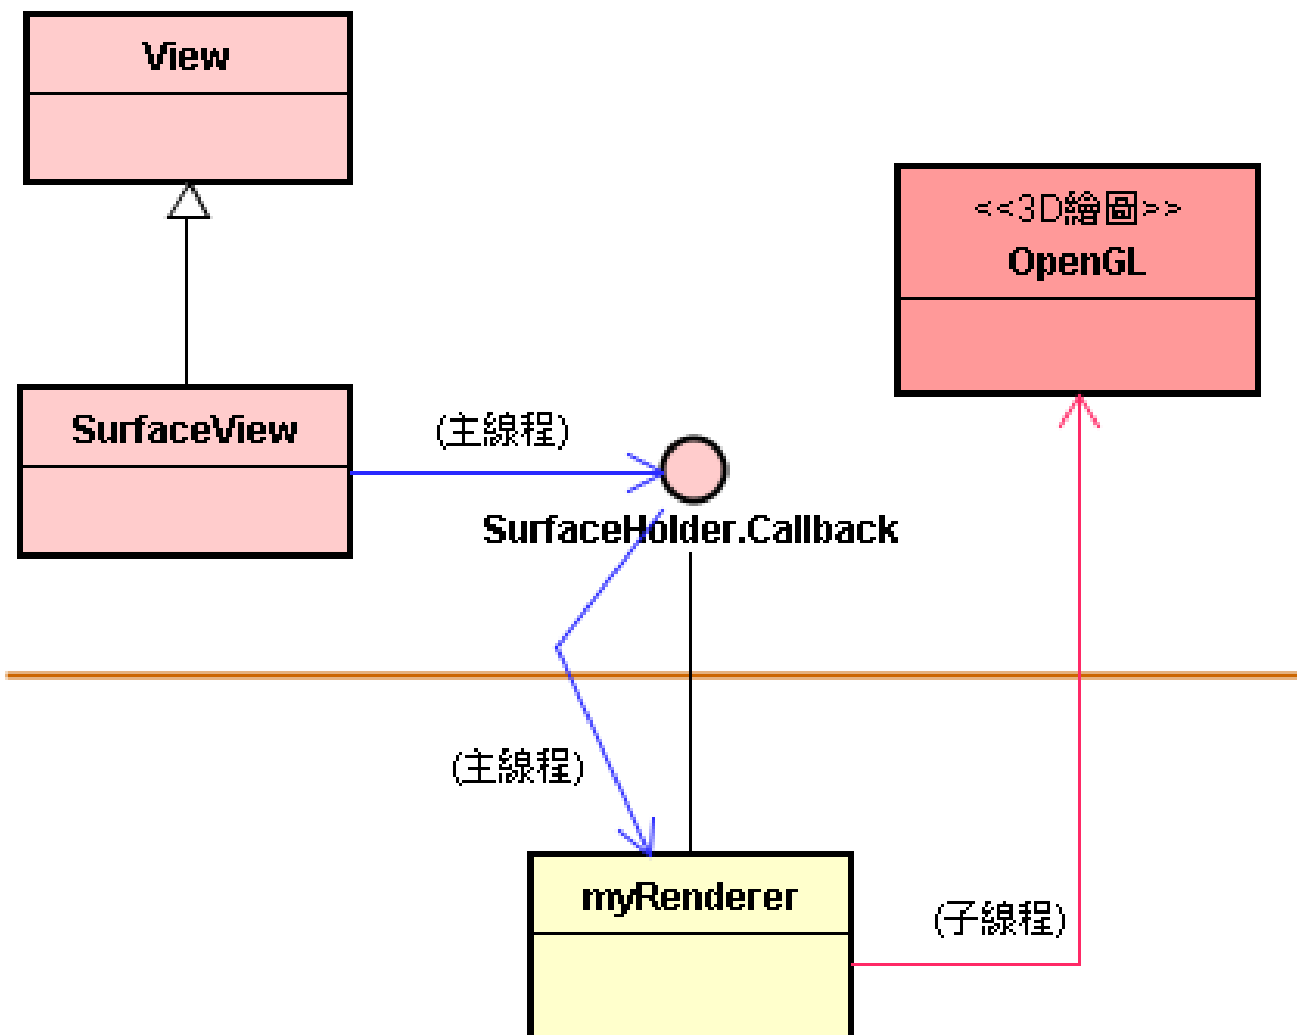 View
<<3D繪圖>>
OpenGL
SurfaceView
(主線程)
SurfaceHolder.Callback
(主線程)
myRenderer
(子線程)